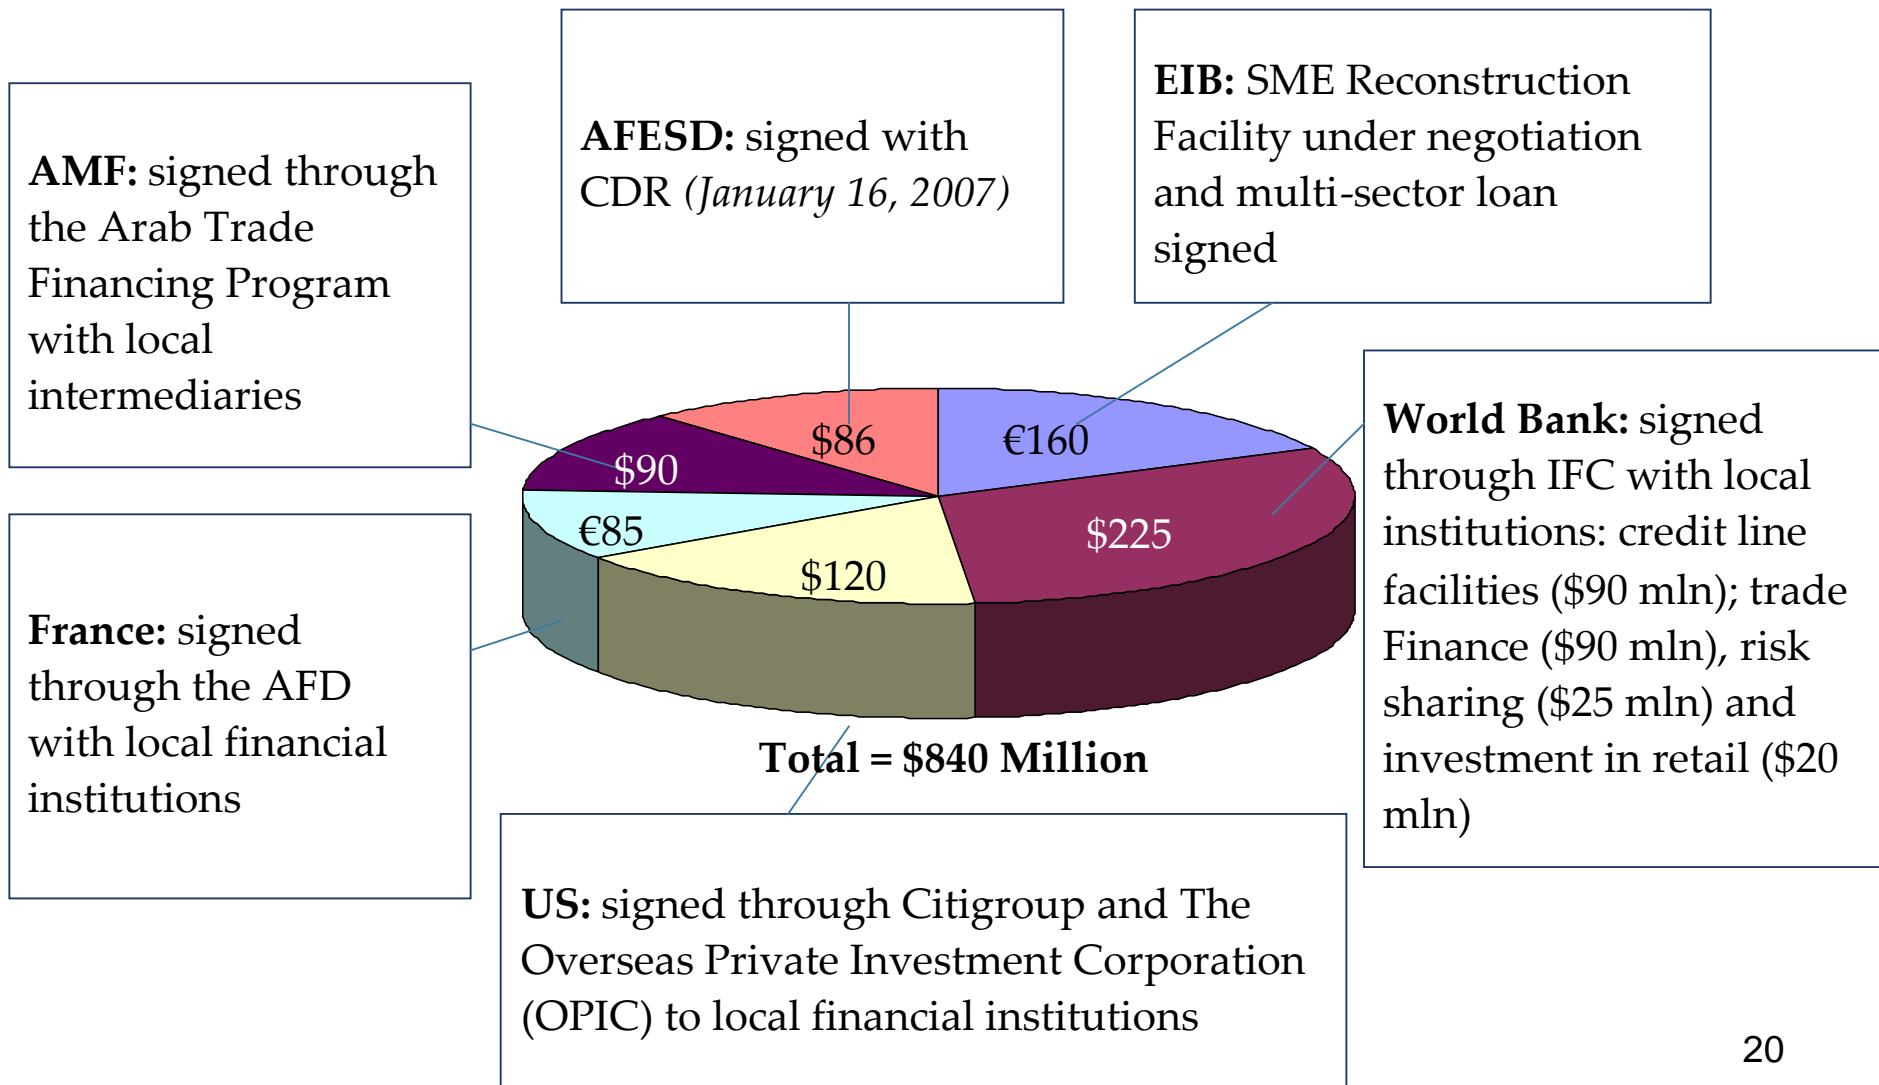 AMF: signed through
the Arab Trade
Financing Program
with local
intermediaries
AFESD: signed with
CDR (January 16, 2007)
EIB: SME Reconstruction
Facility under negotiation
and multi-sector loan
signed
World Bank: signed
through IFC with local
institutions: credit line
facilities ($90 mln); trade
Finance ($90 mln), risk
sharing ($25 mln) and
investment in retail ($20
mln)
France: signed
through the AFD
with local financial
institutions
$86
€160
$90
€85
$225
$120
Total = $840 Million
US: signed through Citigroup and The
Overseas Private Investment Corporation
(OPIC) to local financial institutions
20